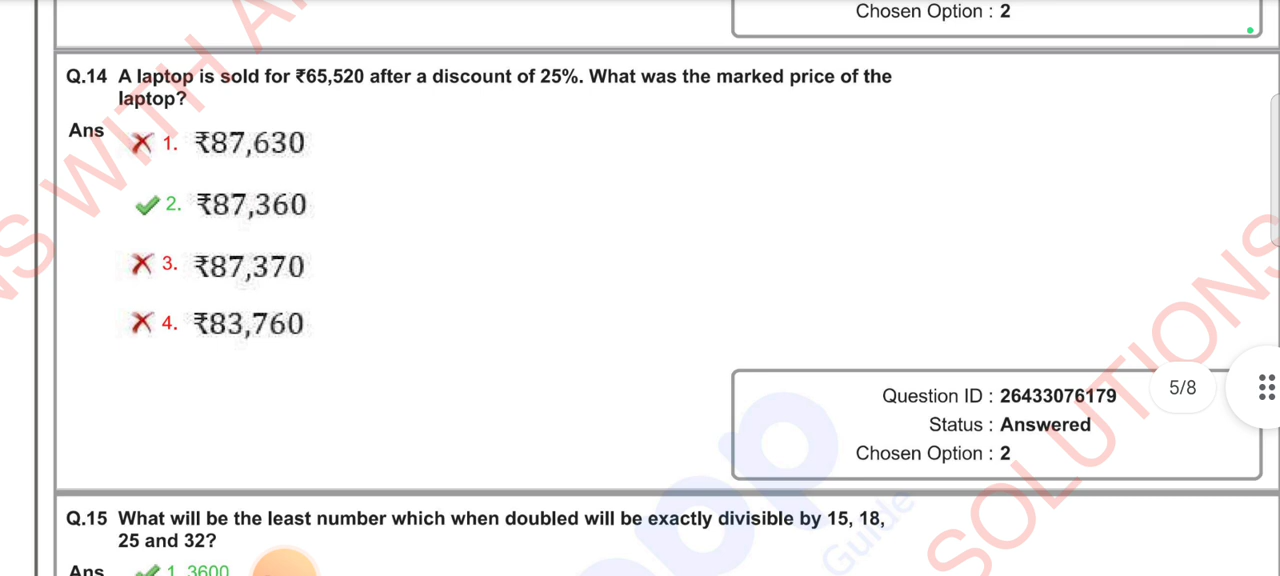 Chosen Option : 2
Q.14 A laptop is sold for ₹65,520 after a discount of 25%. What was the marked price of the
laptop?
Ans
1. ₹87,630
2. ₹87,360
3. ₹87,370
4. ₹83,760
Question ID : 26433076179
Status : Answered
Chosen Option : 2
5/8
Q.15 What will be the least number which when doubled will be exactly divisible by 15, 18,
25 and 32?
Ans
1. 3600
SOLUTIONS
Guide